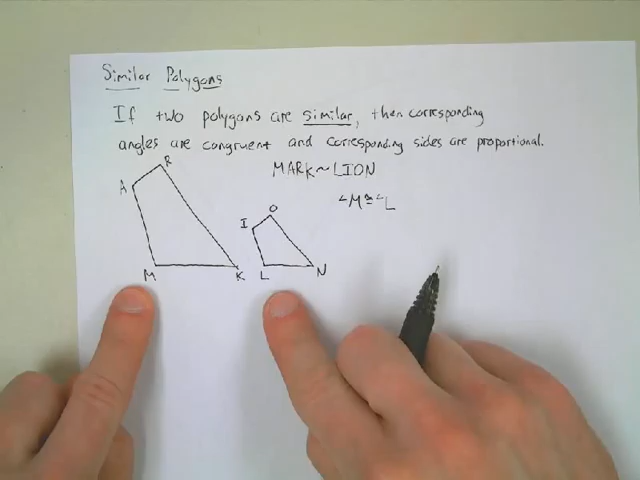 Similar Polygons
If two polygons are similar, then corresponding
angles are congruent and corresponding sides are proportional.
MARK~LION
∠M≅∠L
R
A
M
K
O
I
L
N